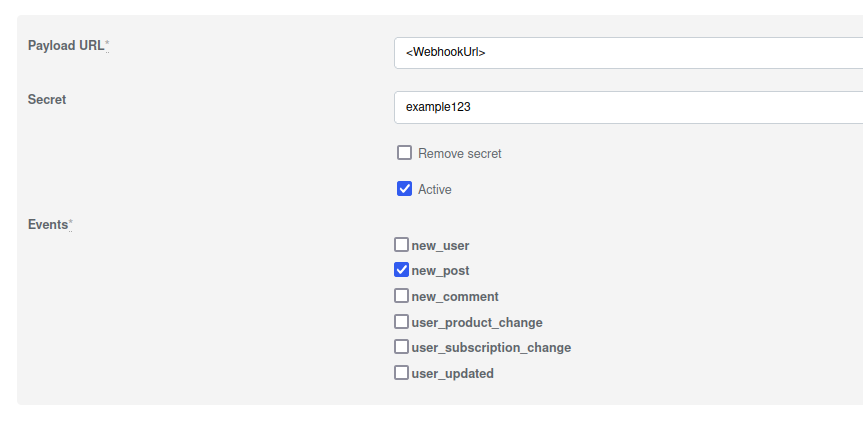 Payload URL*
<WebhookUrl>
Secret
example123
Remove secret
Active
Events*
new_user
new_post
new_comment
user_product_change
user_subscription_change
user_updated